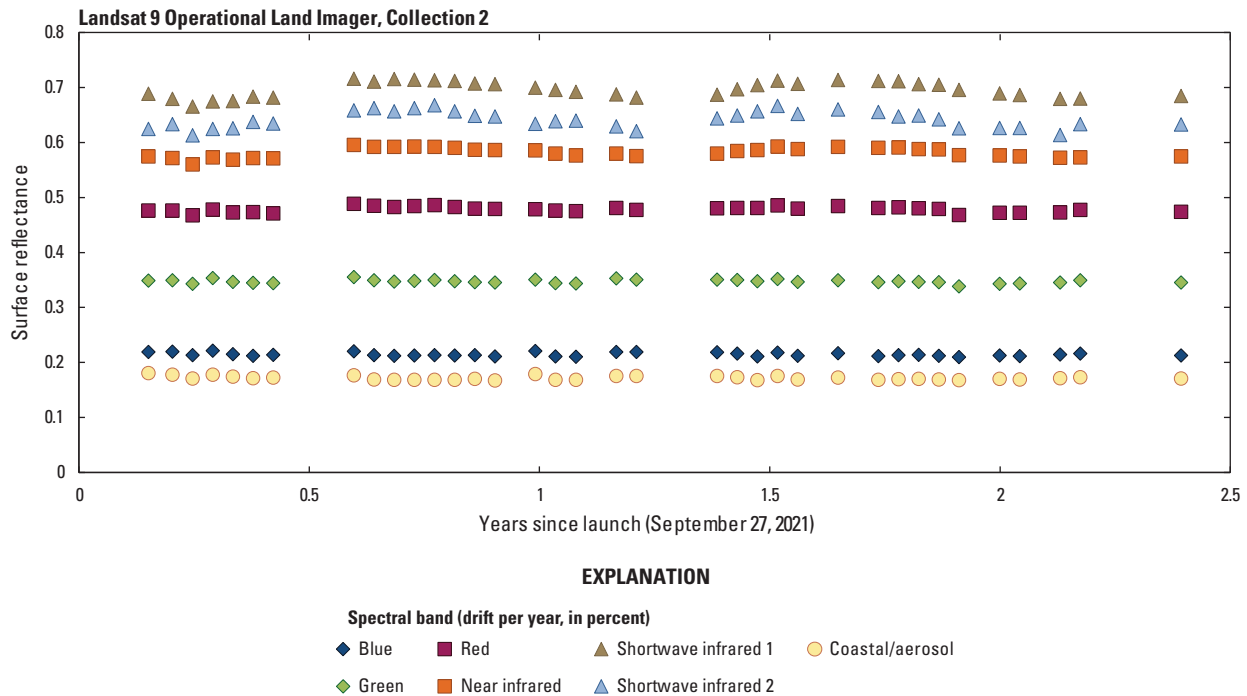 Landsat 9 Operational Land Imager, Collection 2
0.8
0.7
0.6
0.5
0.4
0.3
0.2
0.1
0
Surface reflectance
0 0.5 1 1.5 2 2.5
Years since launch (September 27, 2021)
EXPLANATION
Spectral band (drift per year, in percent)
Blue Red Shortwave infrared 1 Coastal/aerosol
Green Near infrared Shortwave infrared 2